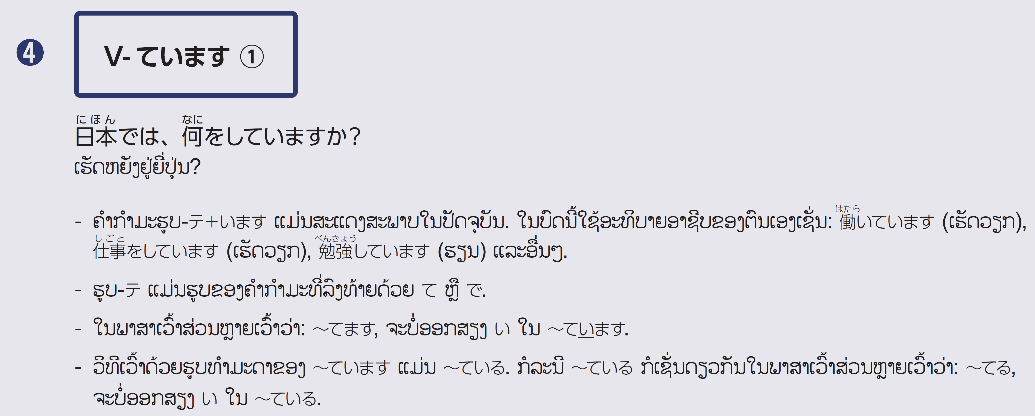 4
V- ています ①
にほん なに
日本では、何をしていますか？
ເຮັດຫຍັງຢູ່ຍີ່ປຸ່ນ?
はたら
- ຄຳກຳມະຮູບ-テ＋います ແມ່ນສະແດງສະພາບໃນປັດຈຸບັນ. ໃນບົດນີ້ໃຊ້ອະທິບາຍອາຊີບຂອງຕົນເອງເຊັ່ນ: 働いています (ເຮັດວຽກ),
しごと べんきょう
仕事をしています (ເຮັດວຽກ), 勉強しています (ຮຽນ) ແລະອື່ນໆ.
- ຮູບ-テ ແມ່ນຮູບຂອງຄຳກຳມະທີ່ລົງທ້າຍດ້ວຍ て ຫຼື で.
- ໃນພາສາເວົ້າສ່ວນຫຼາຍເວົ້າວ່າ: ～てます, ຈະບໍ່ອອກສຽງ い ໃນ ～ています.
- ວິທີເວົ້າດ້ວຍຮູບທຳມະດາຂອງ ～ています ແມ່ນ ～ている. ກໍລະນີ ～ている ກໍເຊັ່ນດຽວກັນໃນພາສາເວົ້າສ່ວນຫຼາຍເວົ້າວ່າ: ～てる,
ຈະບໍ່ອອກສຽງ い ໃນ ～ている.